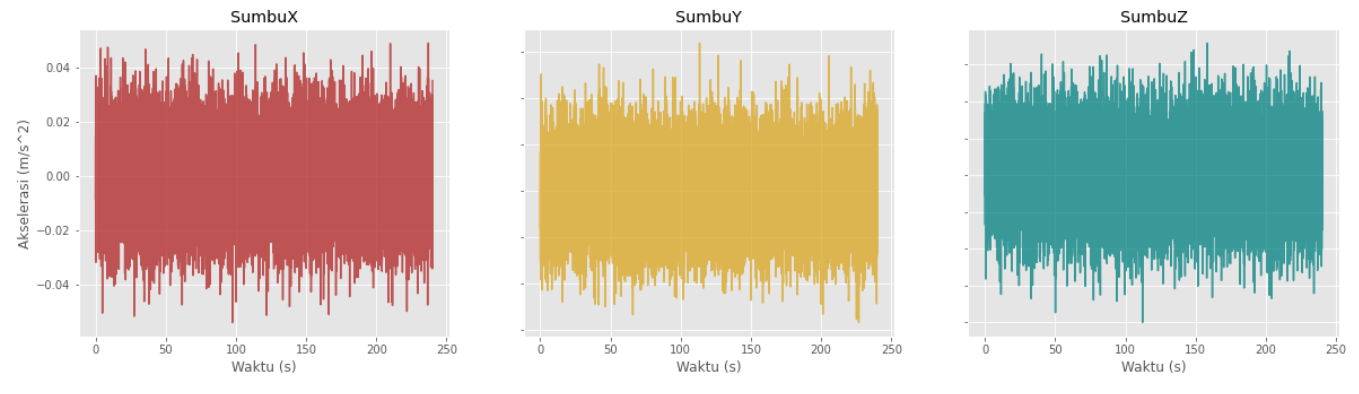 SumbuX
SumbuY
SumbuZ
Akselerasi (m/s^2)
0.04
0.02
0.00
−0.02
−0.04
0 50 100 150 200 250
0 50 100 150 200 250
0 50 100 150 200 250
Waktu (s)
Waktu (s)
Waktu (s)